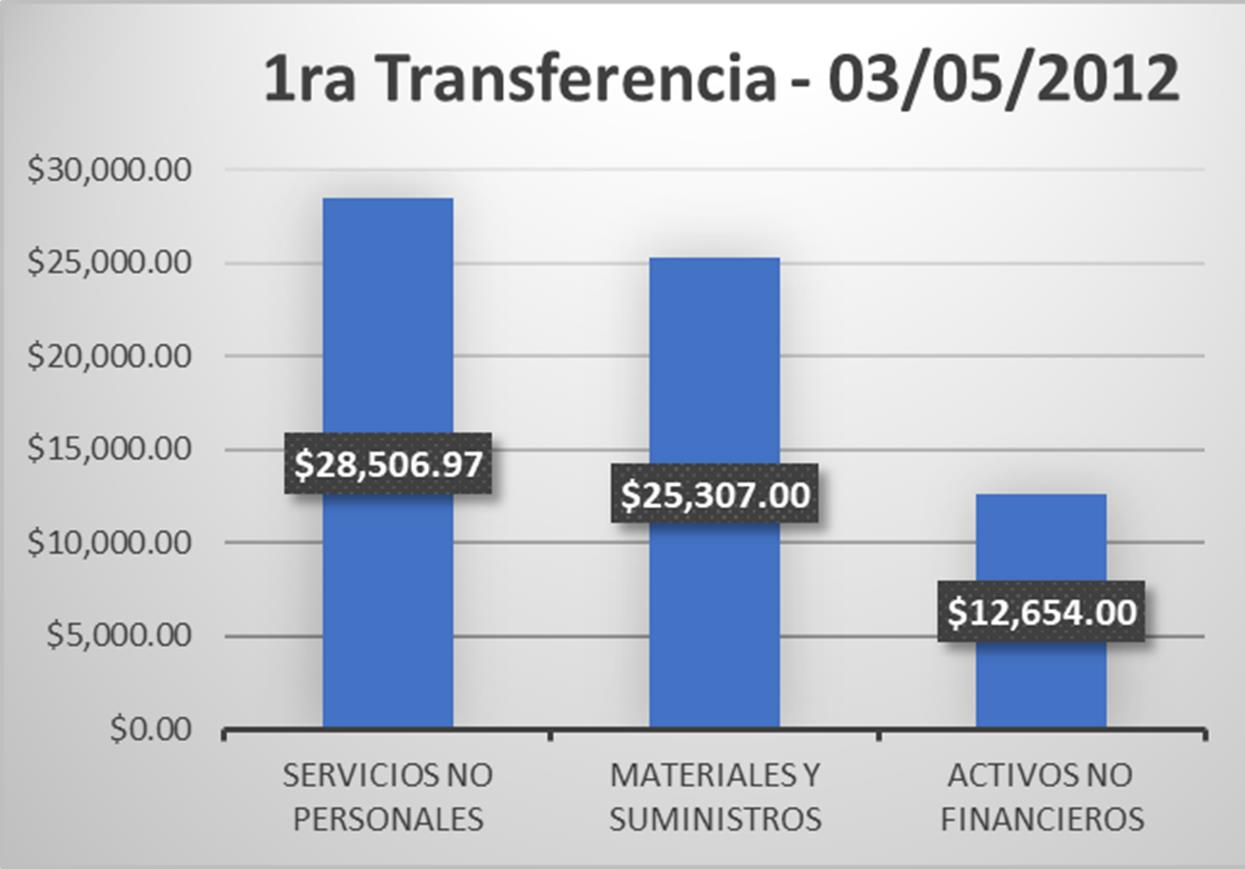 1ra Transferencia - 03/05/2012
$30,000.00
$25,000.00
$20,000.00
$15,000.00
$10,000.00
$5,000.00
$0.00
$28,506.97
$25,307.00
$12,654.00
SERVICIOS NO
PERSONALES
MATERIALES Y
SUMINISTROS
ACTIVOS NO
FINANCIEROS